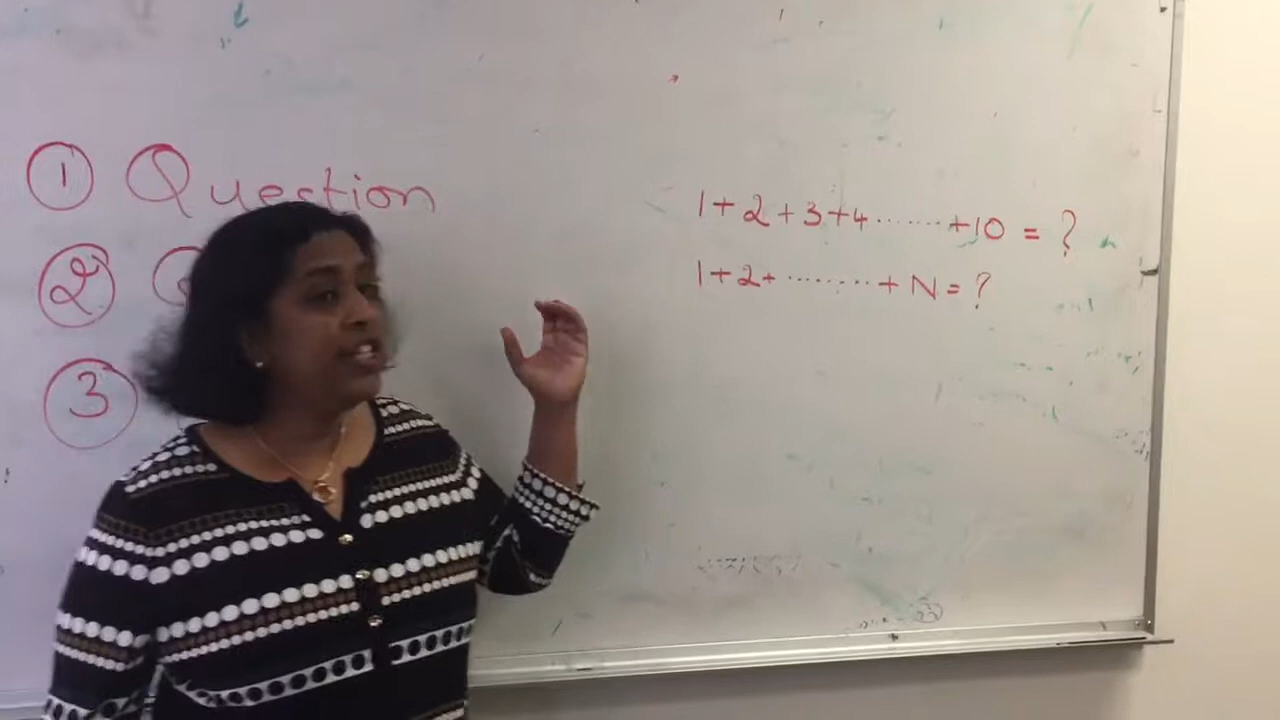 1 Question
2
3
1+2+3+4.......+10 = ?
1+2+.........+N=?